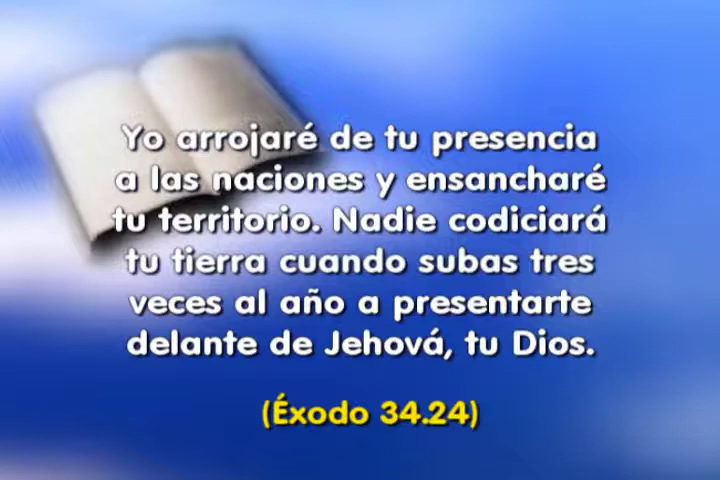 Yo arrojaré de tu presencia
a las naciones y ensancharé
tu territorio. Nadie codiciará
tu tierra cuando subas tres
veces al año a presentarte
delante de Jehová, tu Dios.
(Éxodo 34.24)